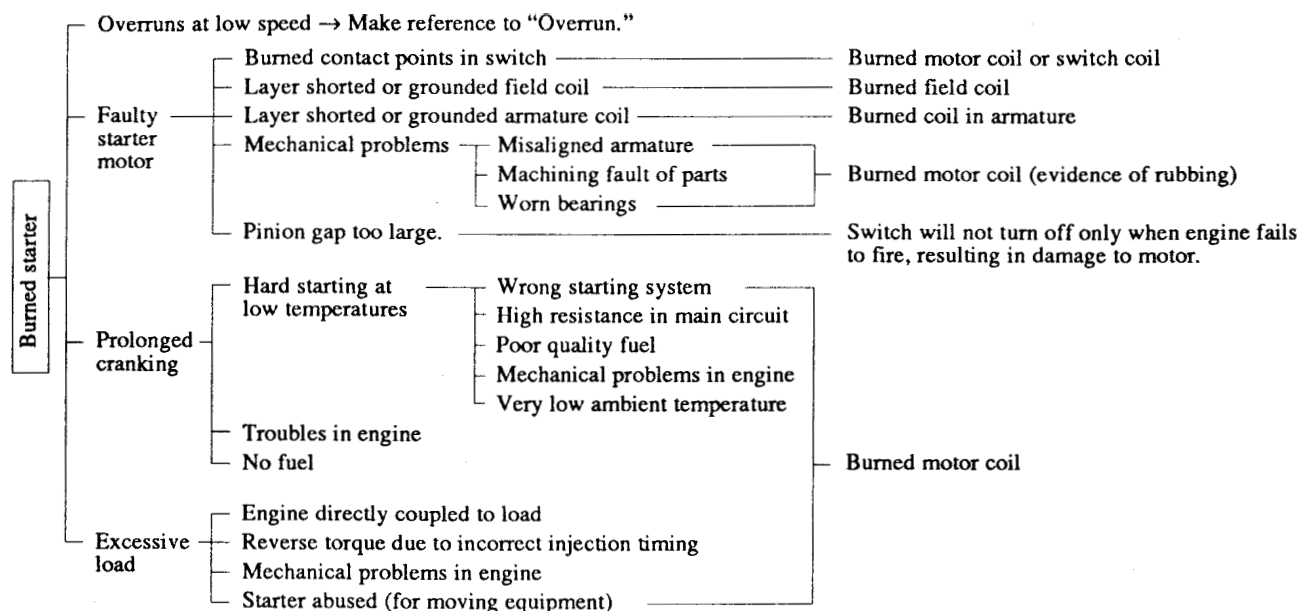 Burned starter
Overruns at low speed → Make reference to “Overrun.”
Faulty
starter
motor
Burned contact points in switch
Burned motor coil or switch coil
Layer shorted or grounded field coil
Burned field coil
Layer shorted or grounded armature coil
Burned coil in armature
Mechanical problems
Misaligned armature
Machining fault of parts
Worn bearings
Burned motor coil (evidence of rubbing)
Pinion gap too large.
Switch will not turn off only when engine fails
to fire, resulting in damage to motor.
Prolonged
cranking
Hard starting at
low temperatures
Wrong starting system
High resistance in main circuit
Poor quality fuel
Mechanical problems in engine
Very low ambient temperature
Troubles in engine
No fuel
Burned motor coil
Excessive
load
Engine directly coupled to load
Reverse torque due to incorrect injection timing
Mechanical problems in engine
Starter abused (for moving equipment)